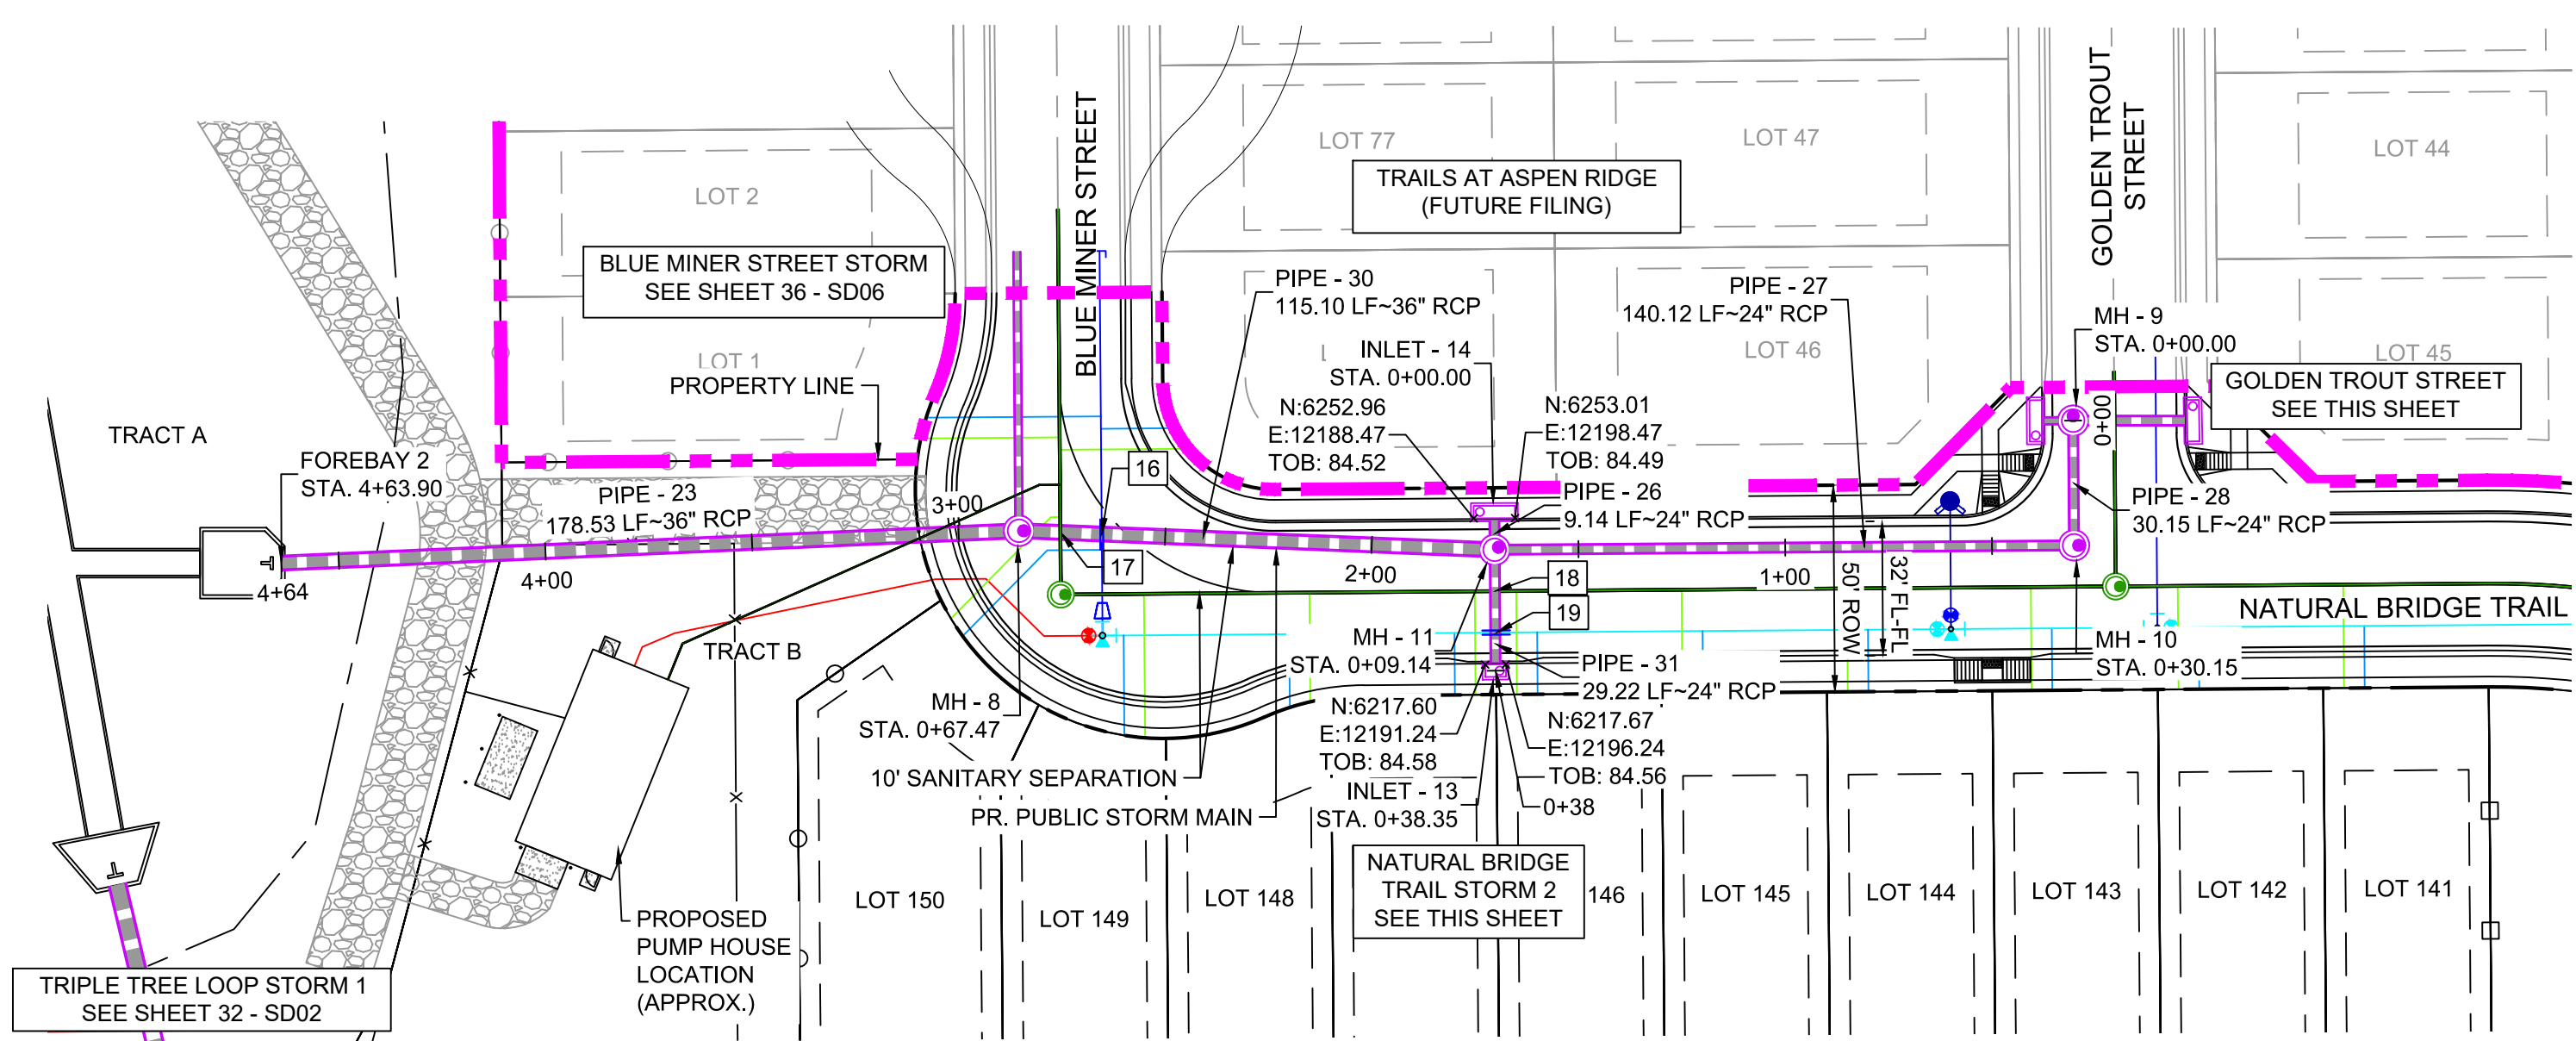 BLUE MINER STREET
GOLDEN TROUT
STREET
LOT 77
LOT 47
LOT 44
LOT 2
TRAILS AT ASPEN RIDGE
(FUTURE FILING)
BLUE MINER STREET STORM
SEE SHEET 36 - SD06
PIPE - 30
115.10 LF~36" RCP
PIPE - 27
140.12 LF~24" RCP
MH - 9
STA. 0+00.00
LOT 1
LOT 46
LOT 45
INLET - 14
STA. 0+00.00
PROPERTY LINE
GOLDEN TROUT STREET
SEE THIS SHEET
N:6252.96
E:12188.47
TOB: 84.52
N:6253.01
E:12198.47
TOB: 84.49
0+00
TRACT A
FOREBAY 2
STA. 4+63.90
PIPE - 23
178.53 LF~36" RCP
3+00
16
PIPE - 26
9.14 LF~24" RCP
PIPE - 28
30.15 LF~24" RCP
4+64
4+00
17
2+00
18
1+00
50' ROW
32' FL-FL
19
NATURAL BRIDGE TRAIL
TRACT B
MH - 11
STA. 0+09.14
PIPE - 31
29.22 LF~24" RCP
MH - 10
STA. 0+30.15
MH - 8
STA. 0+67.47
N:6217.60
E:12191.24
TOB: 84.58
N:6217.67
E:12196.24
TOB: 84.56
10' SANITARY SEPARATION
INLET - 13
STA. 0+38.35
0+38
PR. PUBLIC STORM MAIN
NATURAL BRIDGE
TRAIL STORM 2
SEE THIS SHEET
LOT 150
LOT 149
LOT 148
146
LOT 145
LOT 144
LOT 143
LOT 142
LOT 141
PROPOSED
PUMP HOUSE
LOCATION
(APPROX.)
TRIPLE TREE LOOP STORM 1
SEE SHEET 32 - SD02